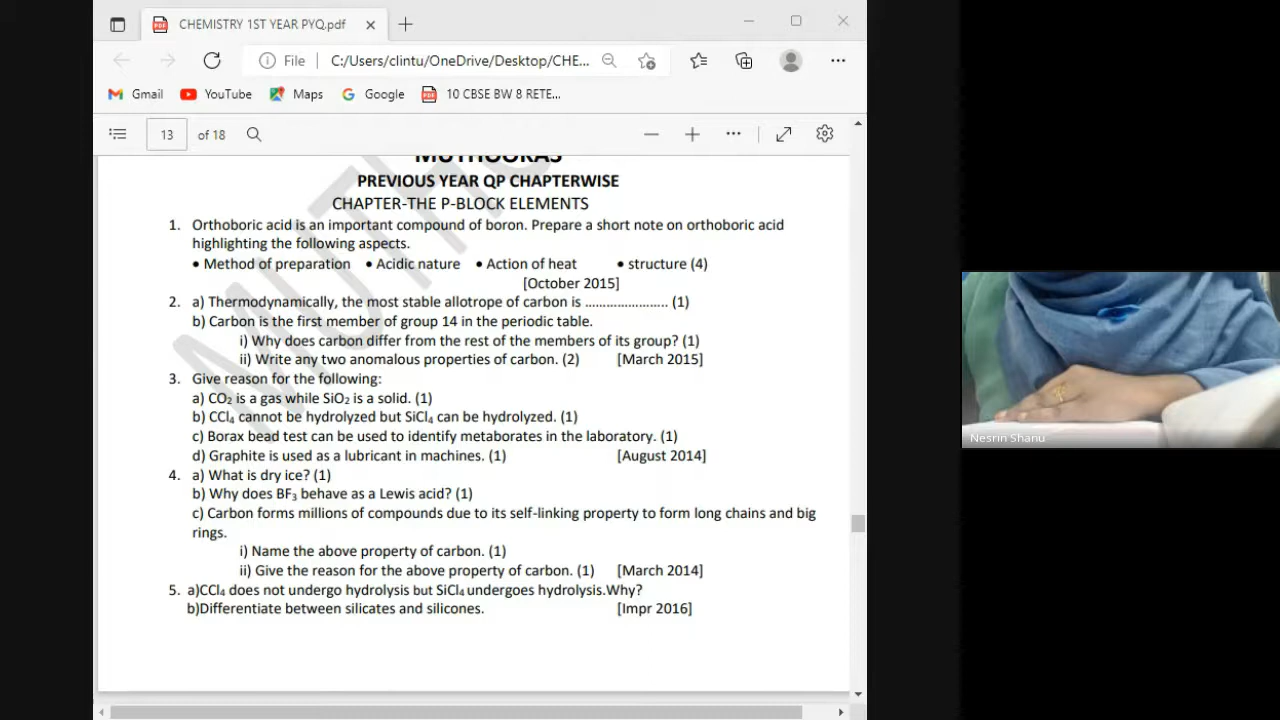 CHEMISTRY 1ST YEAR PYQ.pdf
File C:/Users/clintu/OneDrive/Desktop/CHE...
Gmail YouTube Maps Google 10 CBSE BW 8 RETE...
13 of 18
PREVIOUS YEAR QP CHAPTERWISE
CHAPTER-THE P-BLOCK ELEMENTS
1. Orthoboric acid is an important compound of boron. Prepare a short note on orthoboric acid
highlighting the following aspects.
• Method of preparation • Acidic nature • Action of heat • structure (4)
[October 2015]
2. a) Thermodynamically, the most stable allotrope of carbon is ………………….. (1)
b) Carbon is the first member of group 14 in the periodic table.
i) Why does carbon differ from the rest of the members of its group? (1)
ii) Write any two anomalous properties of carbon. (2) [March 2015]
3. Give reason for the following:
a) CO₂ is a gas while SiO₂ is a solid. (1)
b) CCl₄ cannot be hydrolyzed but SiCl₄ can be hydrolyzed. (1)
c) Borax bead test can be used to identify metaborates in the laboratory. (1)
d) Graphite is used as a lubricant in machines. (1) [August 2014]
4. a) What is dry ice? (1)
b) Why does BF₃ behave as a Lewis acid? (1)
c) Carbon forms millions of compounds due to its self-linking property to form long chains and big
rings.
i) Name the above property of carbon. (1)
ii) Give the reason for the above property of carbon. (1) [March 2014]
5. a)CCl₄ does not undergo hydrolysis but SiCl₄ undergoes hydrolysis.Why?
b)Differentiate between silicates and silicones. [Impr 2016]
Nesrin Shanu